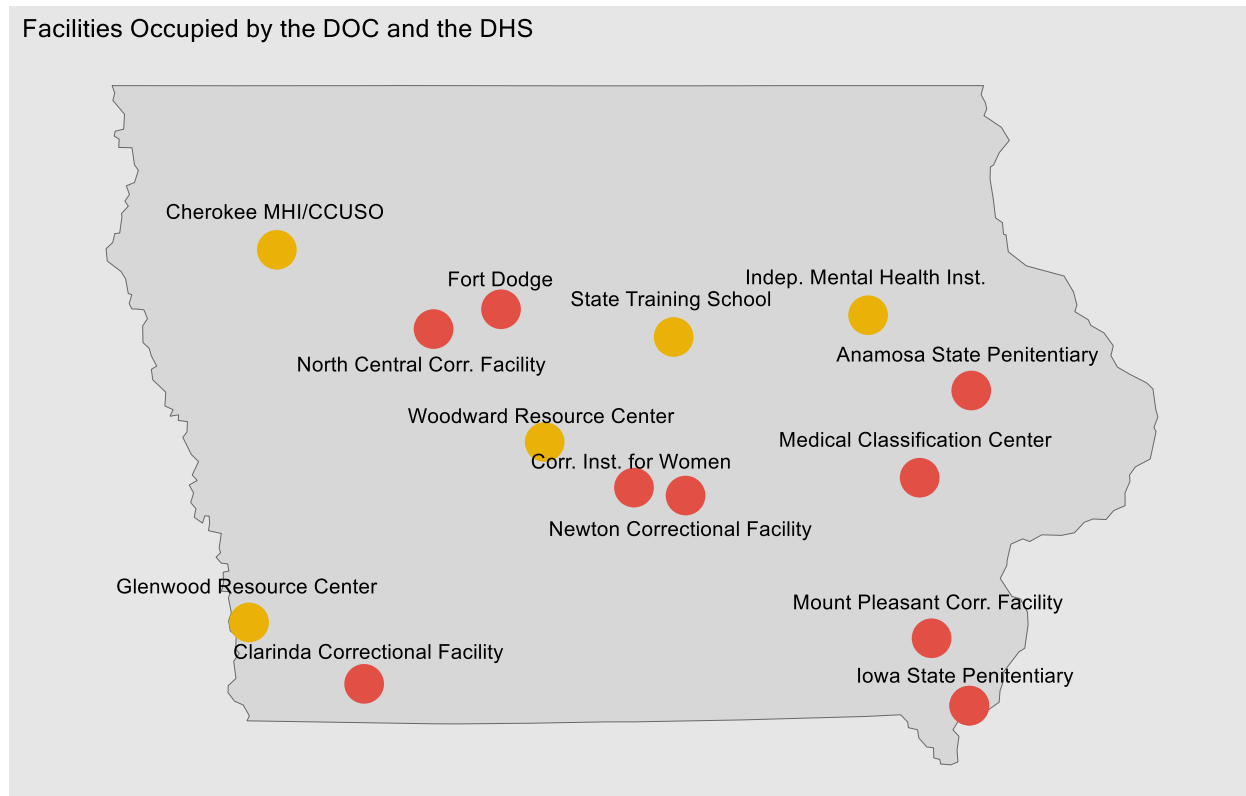 Facilities Occupied by the DOC and the DHS
Cherokee MHI/CCUSO
Fort Dodge
Indep. Mental Health Inst.
State Training School
North Central Corr. Facility
Anamosa State Penitentiary
Woodward Resource Center
Medical Classification Center
Corr. Inst. for Women
Newton Correctional Facility
Glenwood Resource Center
Mount Pleasant Corr. Facility
Clarinda Correctional Facility
Iowa State Penitentiary